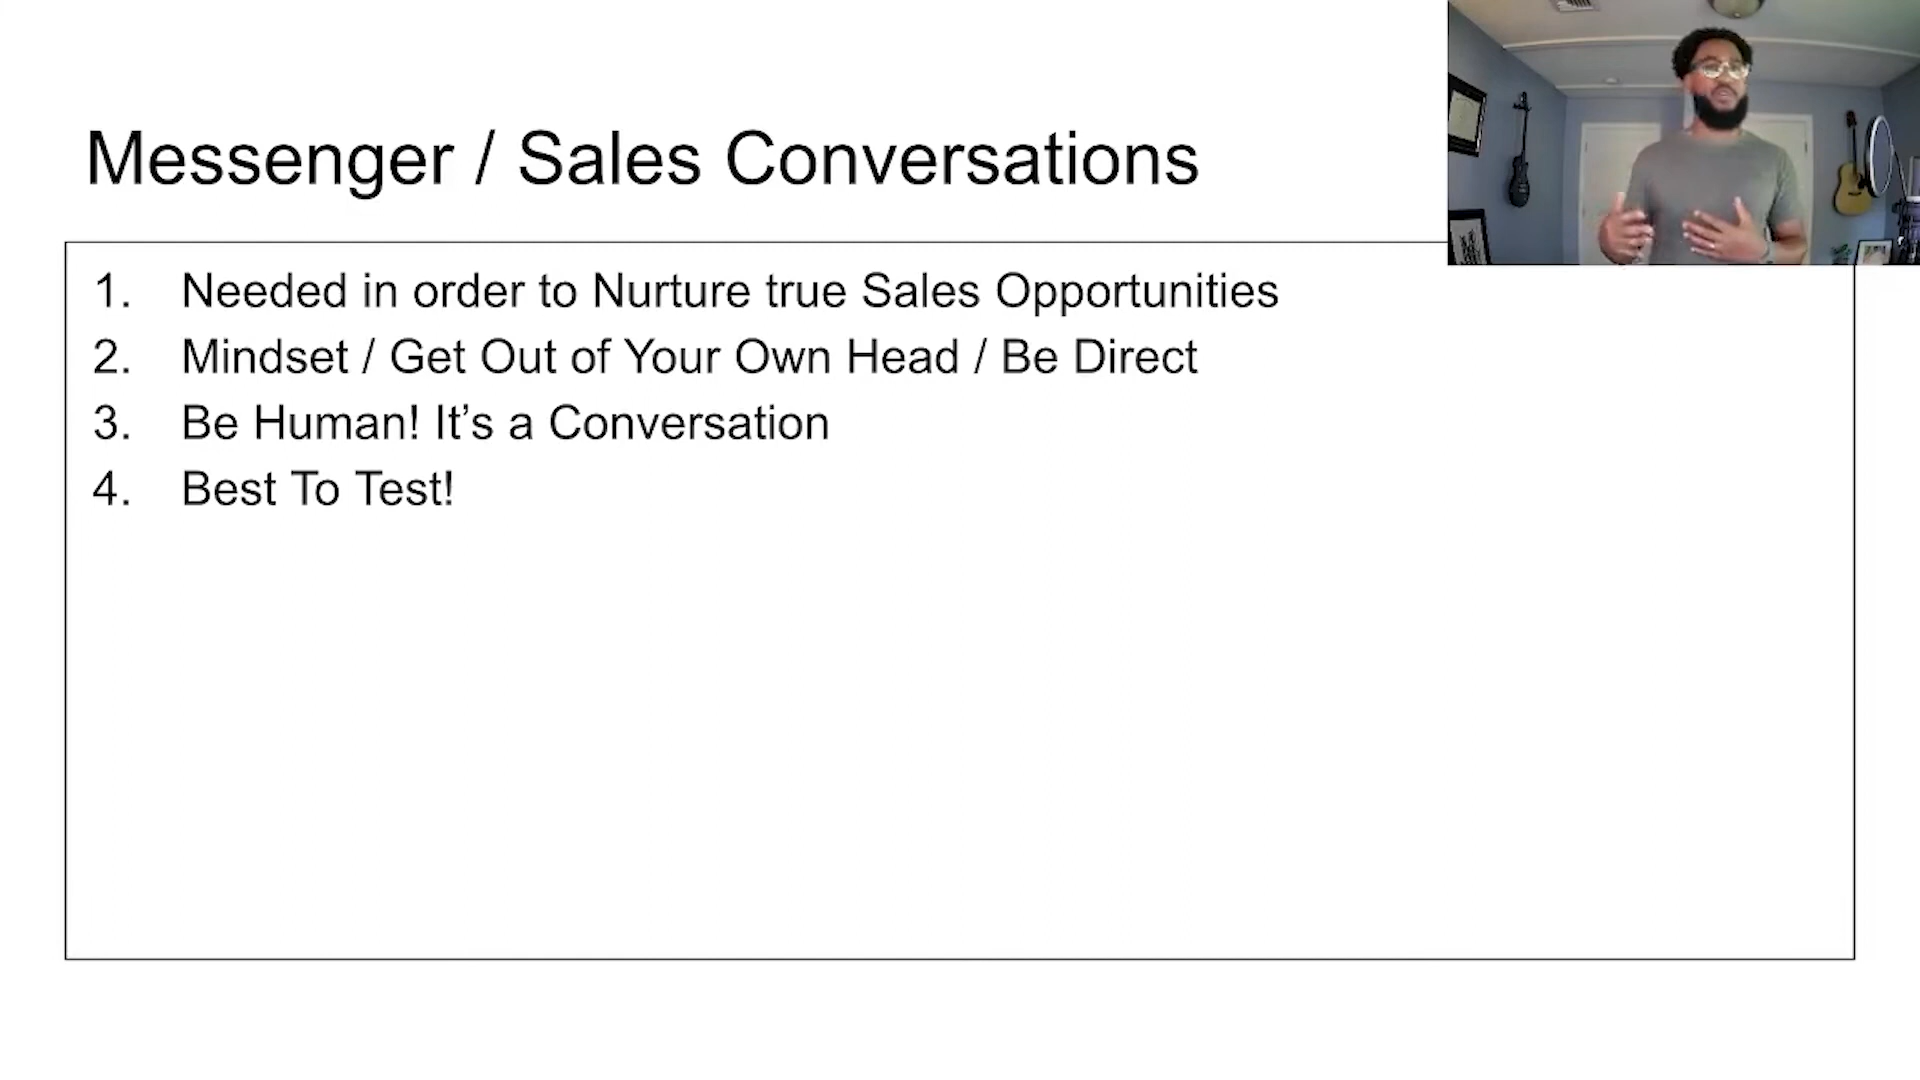 Messenger / Sales Conversations
1. Needed in order to Nurture true Sales Opportunities
2. Mindset / Get Out of Your Own Head / Be Direct
3. Be Human! It’s a Conversation
4. Best To Test!